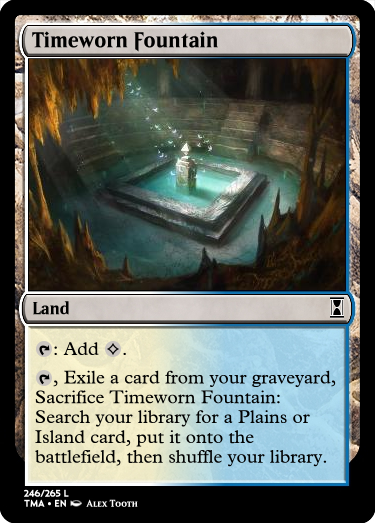 Timeworn Fountain
Land
: Add .
, Exile a card from your graveyard,
Sacrifice Timeworn Fountain:
Search your library for a Plains or
Island card, put it onto the
battlefield, then shuffle your library.
246/265 L
TMA • EN Alex Tooth